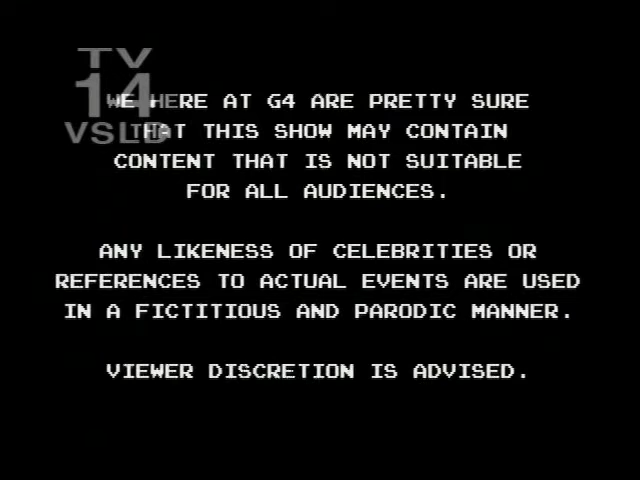 TV
14
VSLD
WE HERE AT G4 ARE PRETTY SURE
THAT THIS SHOW MAY CONTAIN
CONTENT THAT IS NOT SUITABLE
FOR ALL AUDIENCES.
ANY LIKENESS OF CELEBRITIES OR
REFERENCES TO ACTUAL EVENTS ARE USED
IN A FICTITIOUS AND PARODIC MANNER.
VIEWER DISCRETION IS ADVISED.